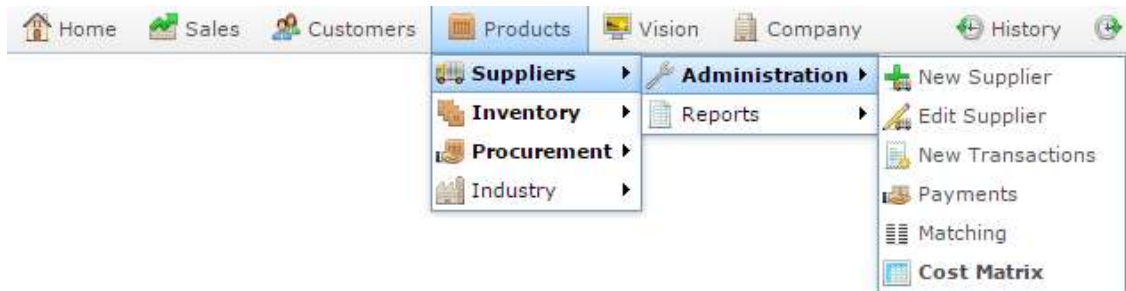 Home Sales Customers Products Vision Company History
Suppliers Administration New Supplier
Inventory Reports Edit Supplier
Procurement New Transactions
Industry Payments
Matching
Cost Matrix